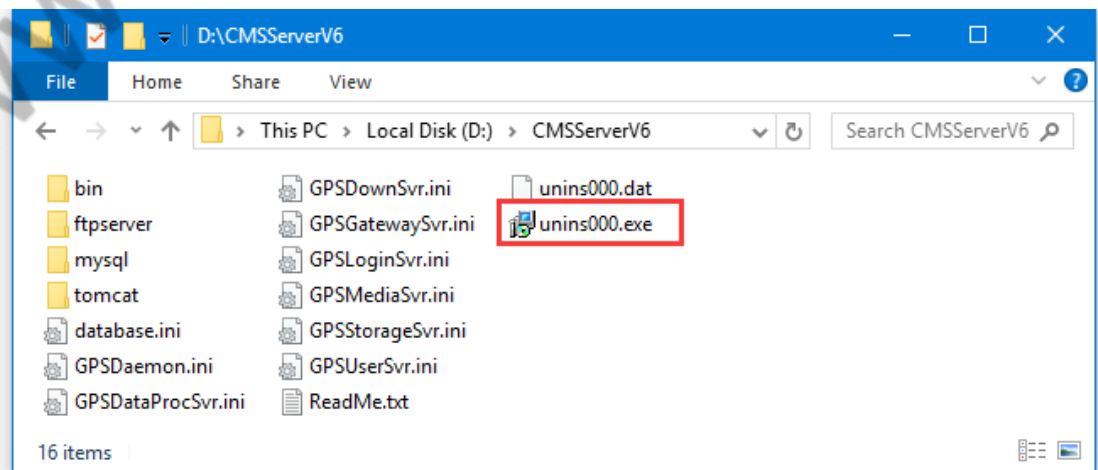 D:\CMSServerV6
File Home Share View
This PC > Local Disk (D:) > CMSServerV6 Search CMSServerV6
bin
ftpserver
mysql
tomcat
database.ini
GPSDaemon.ini
GPSDataProcSvr.ini
GPSDownSvr.ini
GPSGatewaySvr.ini
GPSLoginSvr.ini
GPSMediaSvr.ini
GPSStorageSvr.ini
GPSUserSvr.ini
ReadMe.txt
unins000.dat
unins000.exe
16 items